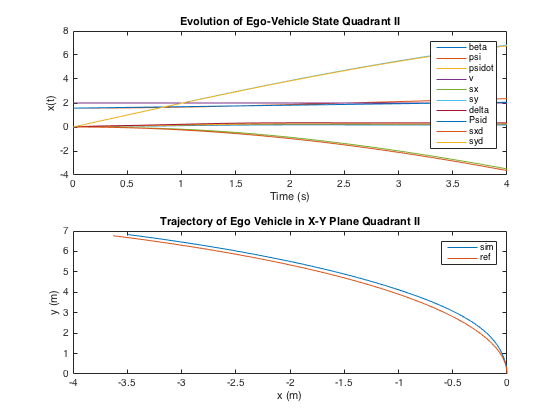 Evolution of Ego-Vehicle State Quadrant II
x(t)
8
6
4
2
0
-2
-4
0 0.5 1 1.5 2 2.5 3 3.5 4
Time (s)
beta
psi
psidot
v
sx
sy
delta
Psid
sxd
syd
Trajectory of Ego Vehicle in X-Y Plane Quadrant II
y (m)
7
6
5
4
3
2
1
0
-4 -3.5 -3 -2.5 -2 -1.5 -1 -0.5 0
x (m)
sim
ref